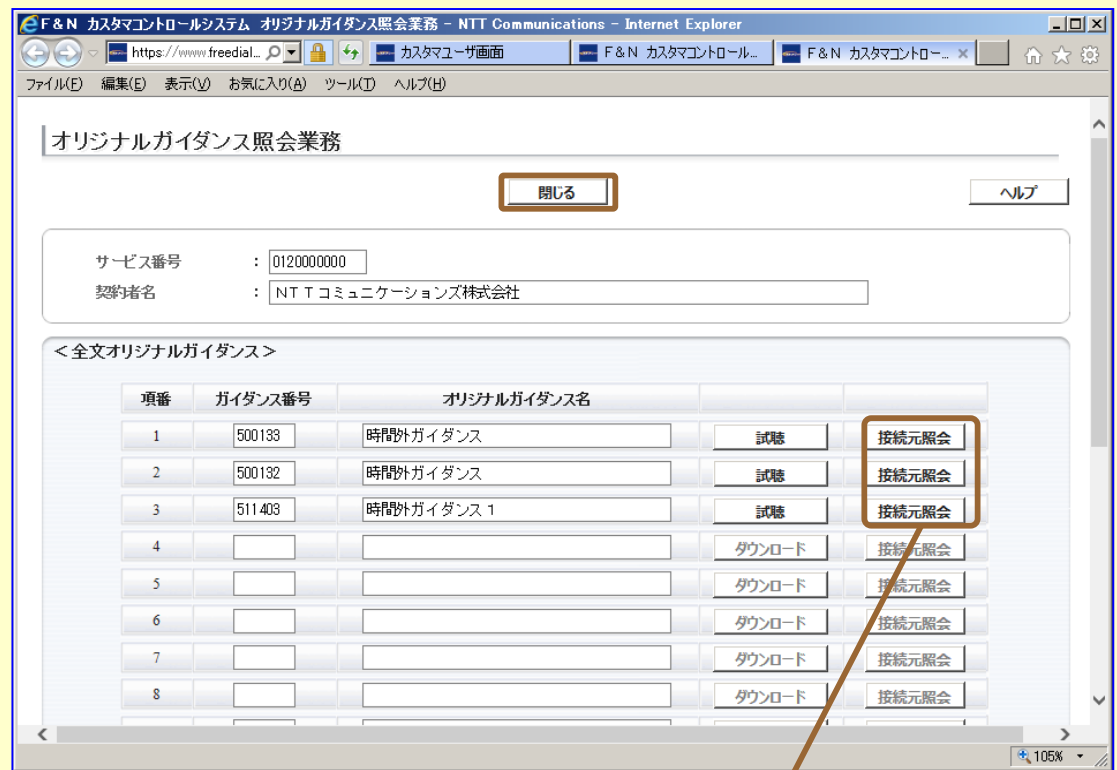 F&N カスタマコントロールシステム オリジナルガイダンス照会業務 - NTT Communications - Internet Explorer
https://www.freedial... カスタマユーザ画面 F&N カスタマコントロール... F&N カスタマコントロー...
ファイル(F) 編集(E) 表示(V) お気に入り(A) ツール(T) ヘルプ(H)
オリジナルガイダンス照会業務
閉じる ヘルプ
サービス番号 : 0120000000
契約者名 : NTTコミュニケーションズ株式会社
<全文オリジナルガイダンス>
項番 ガイダンス番号 オリジナルガイダンス名
1 500133 時間外ガイダンス 試聴 接続元照会
2 500132 時間外ガイダンス 試聴 接続元照会
3 511403 時間外ガイダンス1 試聴 接続元照会
4 ダウンロード 接続元照会
5 ダウンロード 接続元照会
6 ダウンロード 接続元照会
7 ダウンロード 接続元照会
8 ダウンロード 接続元照会
105%